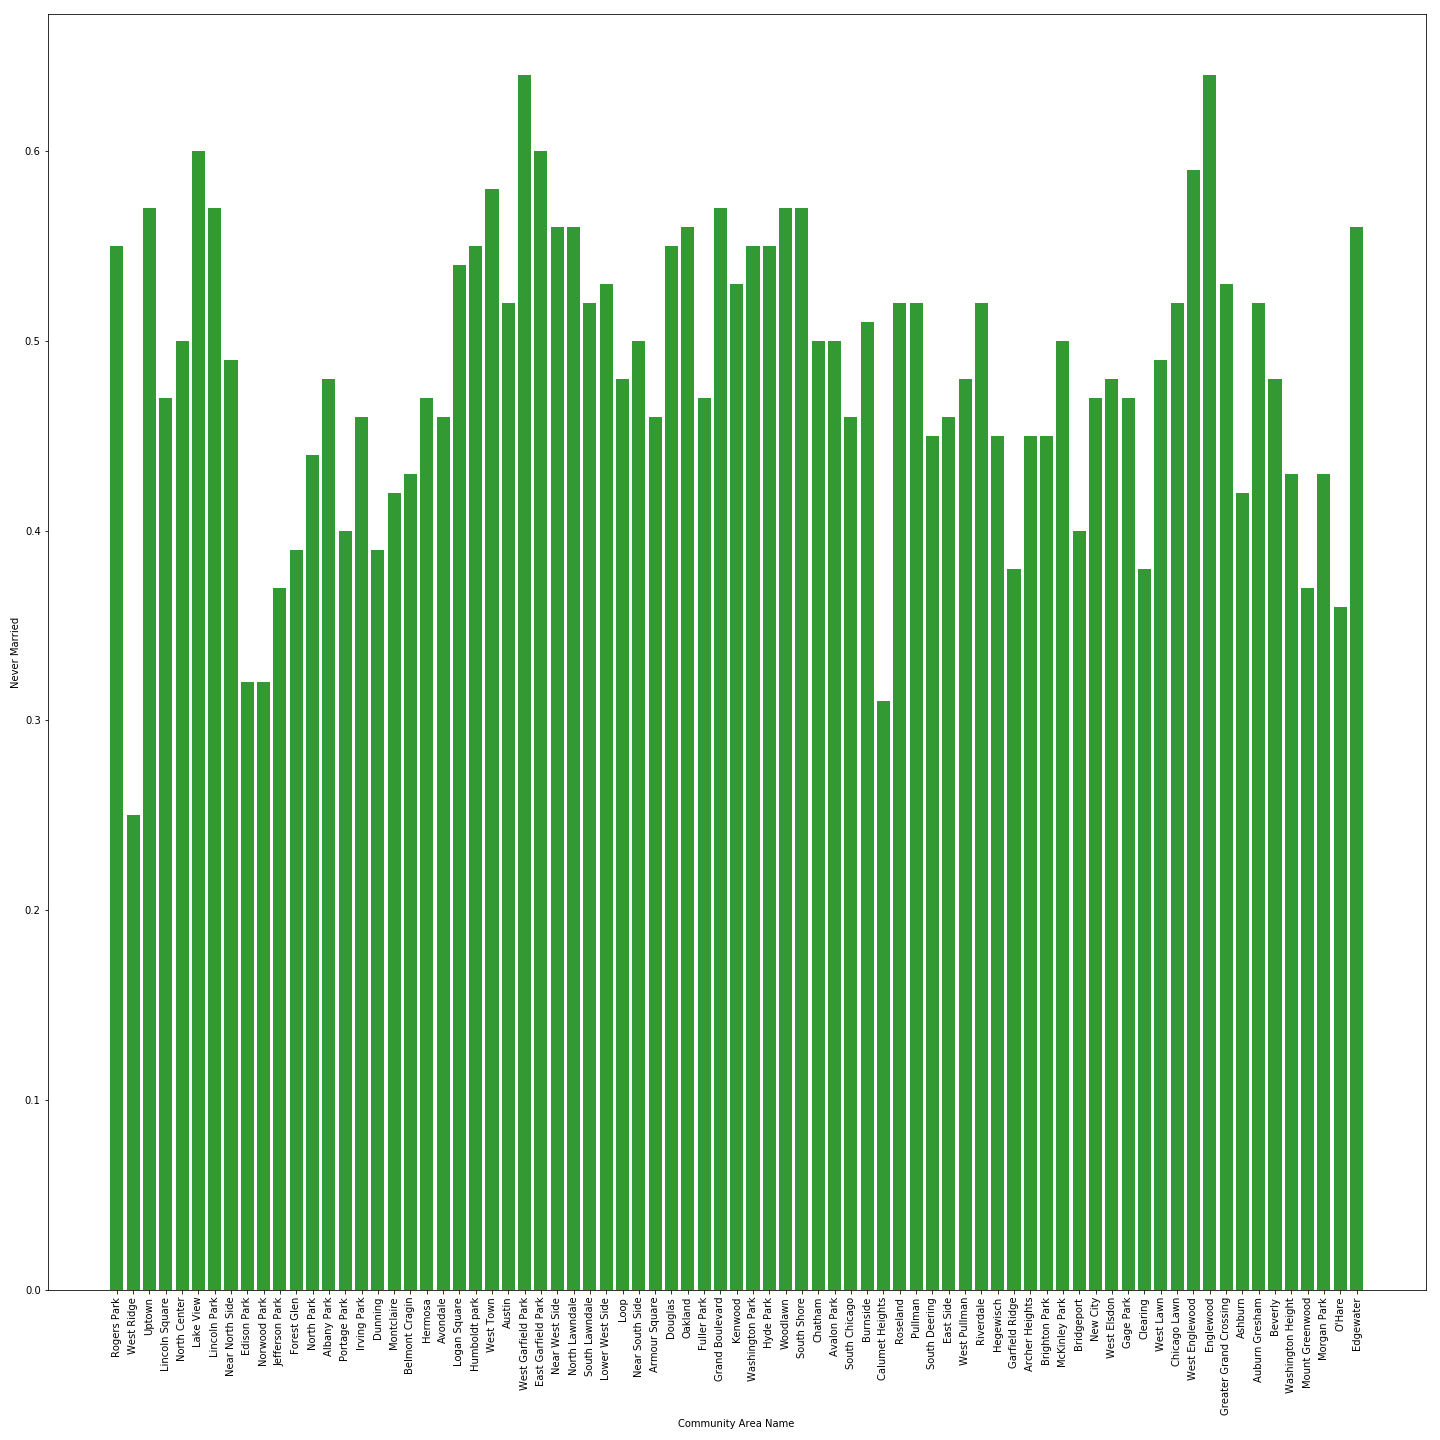 Never Married
0.6
0.5
0.4
0.3
0.2
0.1
0.0
Rogers Park
West Ridge
Uptown
Lincoln Square
North Center
Lake View
Lincoln Park
Near North Side
Edison Park
Norwood Park
Jefferson Park
Forest Glen
North Park
Albany Park
Portage Park
Irving Park
Dunning
Montclaire
Belmont Cragin
Hermosa
Avondale
Logan Square
Humboldt park
West Town
Austin
West Garfield Park
East Garfield Park
Near West Side
North Lawndale
South Lawndale
Lower West Side
Loop
Near South Side
Armour Square
Douglas
Oakland
Fuller Park
Grand Boulevard
Kenwood
Washington Park
Hyde Park
Woodlawn
South Shore
Chatham
Avalon Park
South Chicago
Burnside
Calumet Heights
Roseland
Pullman
South Deering
East Side
West Pullman
Riverdale
Hegewisch
Garfield Ridge
Archer Heights
Brighton Park
McKinley Park
Bridgeport
New City
West Elsdon
Gage Park
Clearing
West Lawn
Chicago Lawn
West Englewood
Englewood
Greater Grand Crossing
Ashburn
Auburn Gresham
Beverly
Washington Height
Mount Greenwood
Morgan Park
O'Hare
Edgewater
Community Area Name